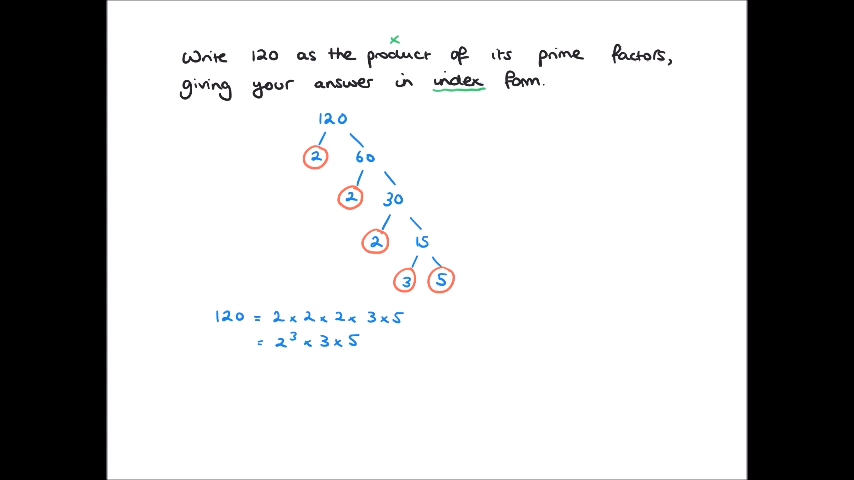 ×
Write 120 as the product of its prime factors,
giving your answer in index form.
120
2 60
2 30
2 15
3 5
120 = 2 × 2 × 2 × 3 × 5
= 2³ × 3 × 5